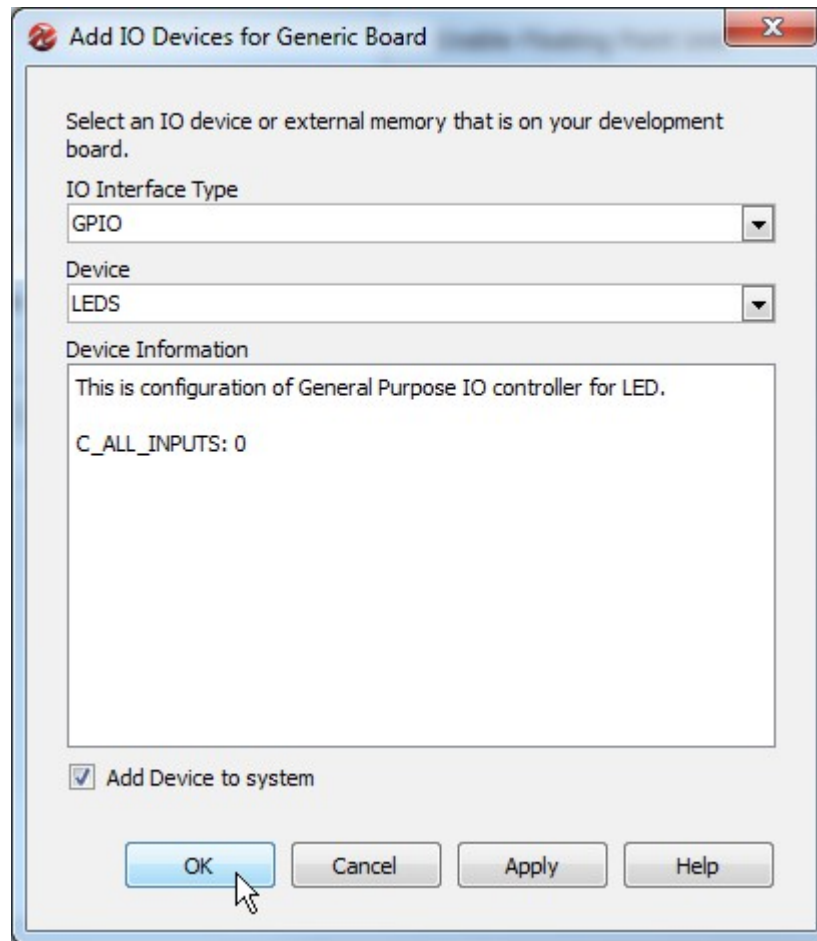 Add IO Devices for Generic Board
Select an IO device or external memory that is on your development
board.
IO Interface Type
GPIO
Device
LEDS
Device Information
This is configuration of General Purpose IO controller for LED.
C_ALL_INPUTS: 0
Add Device to system
OK Cancel Apply Help